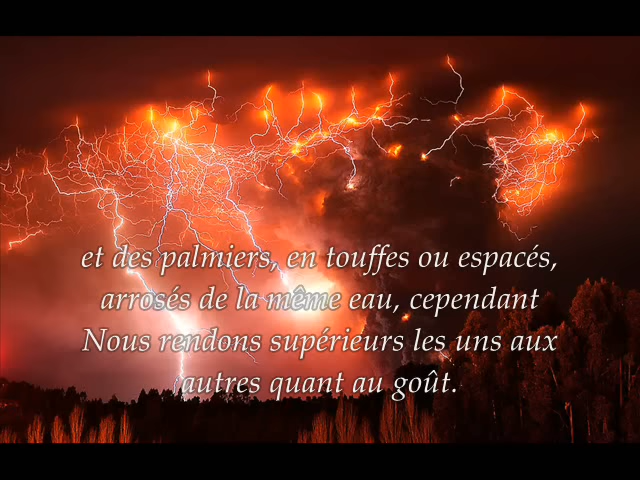 et des palmiers, en touffes ou espacés,
arrosés de la même eau, cependant
Nous rendons supérieurs les uns aux
autres quant au goût.